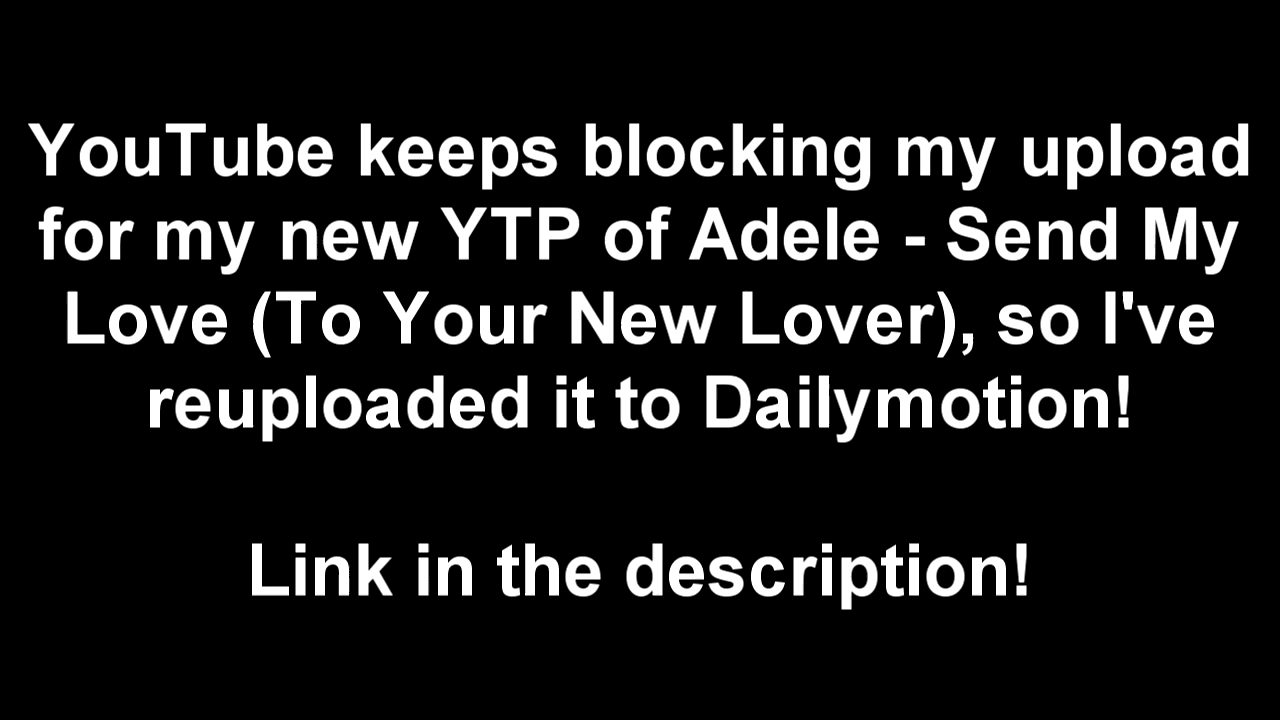 YouTube keeps blocking my upload
for my new YTP of Adele - Send My
Love (To Your New Lover), so I've
reuploaded it to Dailymotion!
Link in the description!